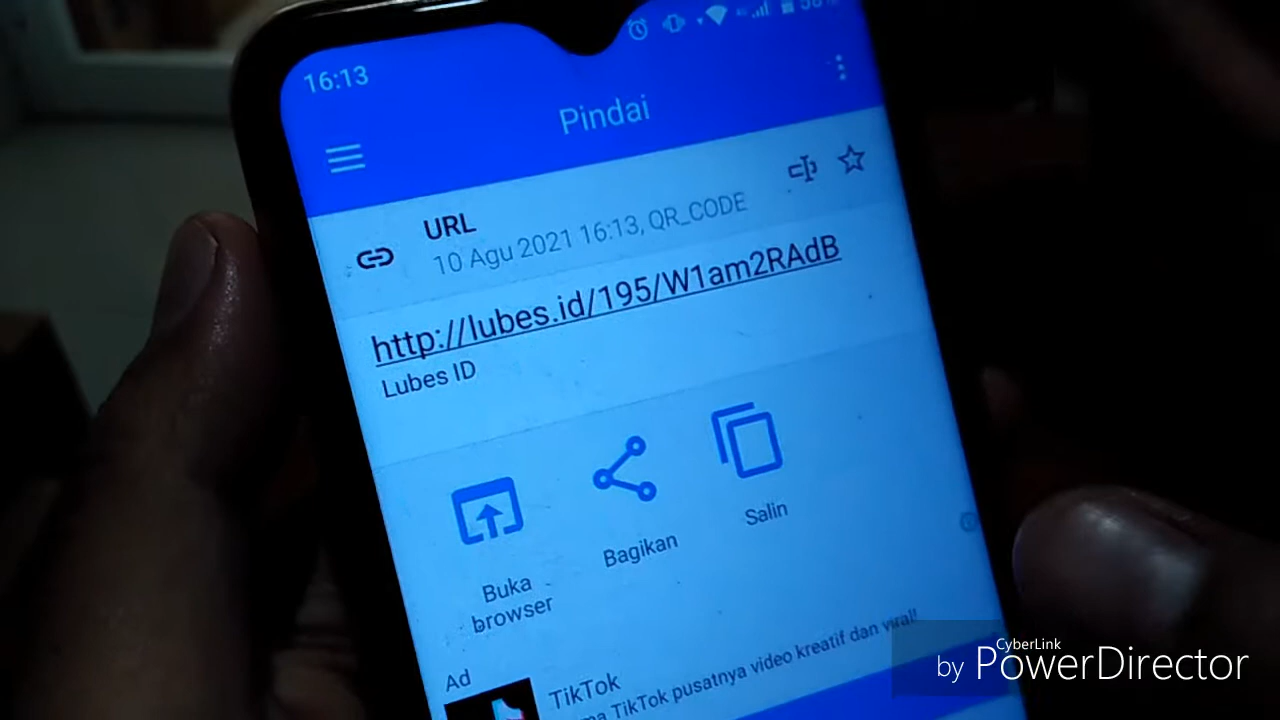 16:13
Pindai
URL
10 Agu 2021 16:13, QR_CODE
http://lubes.id/195/W1am2RAdB
Lubes ID
Buka
browser
Bagikan
Salin
Ad
TikTok
TikTok pusatnya video kreatif dan viral!
CyberLink
by PowerDirector